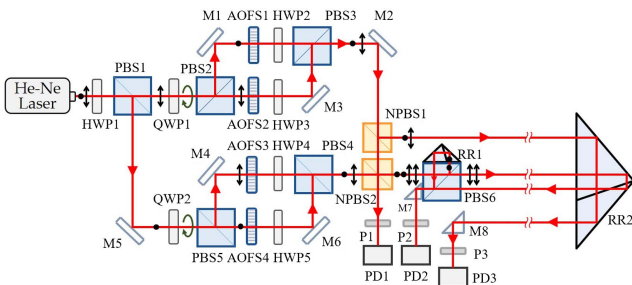 M1 AOFS1 HWP2 PBS3 M2
He-Ne
Laser
PBS1 PBS2
HWP1 QWP1 AOFS2 HWP3 M3
NPBS1
AOFS3 HWP4 PBS4
M4
RR1
NPBS2
QWP2
M7
PBS6
M5 M6
M8
RR2
PBS5 AOFS4 HWP5
P1 P2 P3
PD1 PD2 PD3